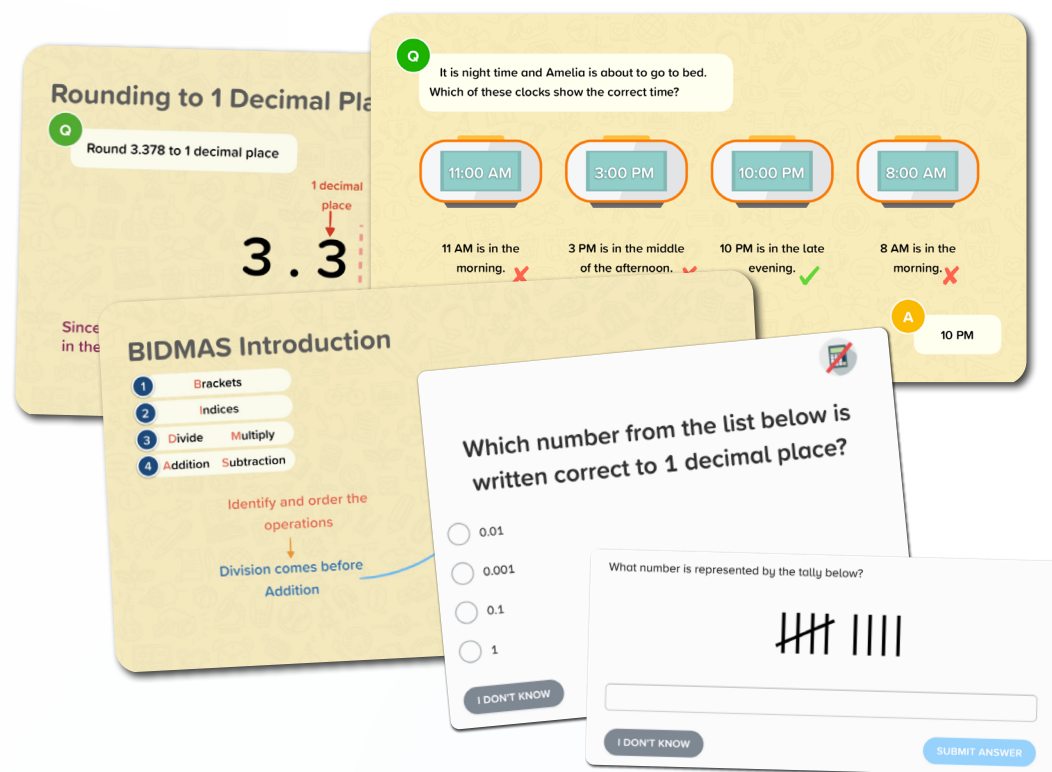 Rounding to 1 Decimal Pla
Q
Round 3.378 to 1 decimal place
1 decimal
place
3 . 3
Since
in the
Q
It is night time and Amelia is about to go to bed.
Which of these clocks show the correct time?
11:00 AM
3:00 PM
10:00 PM
8:00 AM
11 AM is in the
morning.
3 PM is in the middle
of the afternoon.
10 PM is in the late
evening.
8 AM is in the
morning.
A
10 PM
BIDMAS Introduction
1 Brackets
2 Indices
3 Divide Multiply
4 Addition Subtraction
Identify and order the
operations
Division comes before
Addition
Which number from the list below is
written correct to 1 decimal place?
0.01
0.001
0.1
1
I DON'T KNOW
What number is represented by the tally below?
I DON'T KNOW
SUBMIT ANSWER